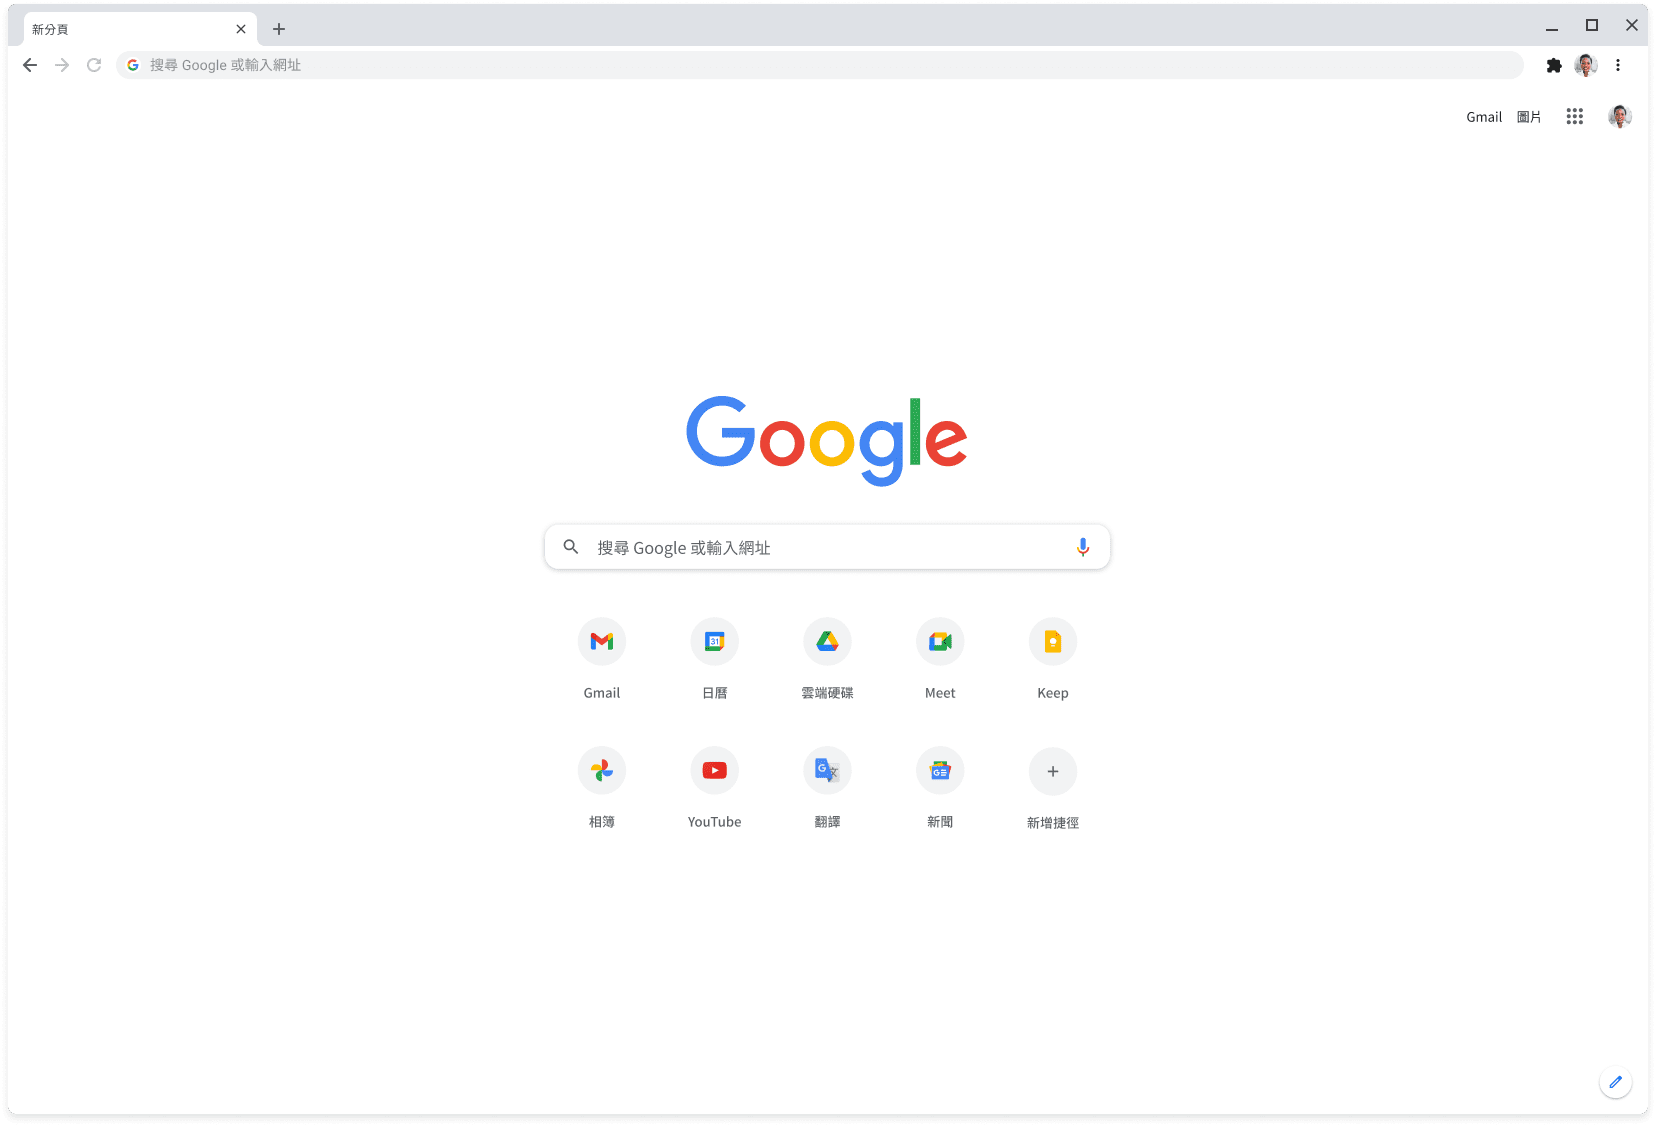 新分頁
搜尋 Google 或輸入網址
Gmail 圖片
Google
搜尋 Google 或輸入網址
Gmail 日曆 雲端硬碟 Meet Keep
相簿 YouTube 翻譯 新聞 新增捷徑